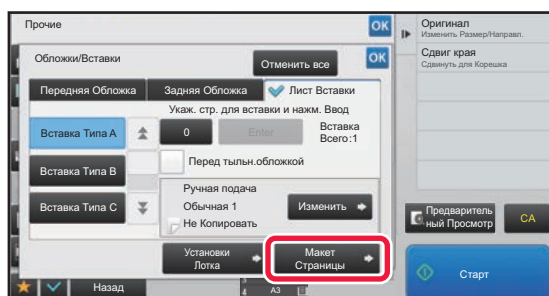 Прочие
OK
Обложки/Вставки
Отменить все
OK
Передняя Обложка
Задняя Обложка
Лист Вставки
Укаж. стр. для вставки и нажм. Ввод
Вставка Типа A
0
Enter
Вставка
Всего:1
Вставка Типа B
Перед тыльн.обложкой
Вставка Типа C
Ручная подача
Обычная 1
Не Копировать
Изменить
Установки
Лотка
Макет
Страницы
Назад
A3
Оригинал
Изменить Размер/Направл.
Сдвиг края
Сдвинуть для Корешка
Предваритель
ный Просмотр
CA
Старт